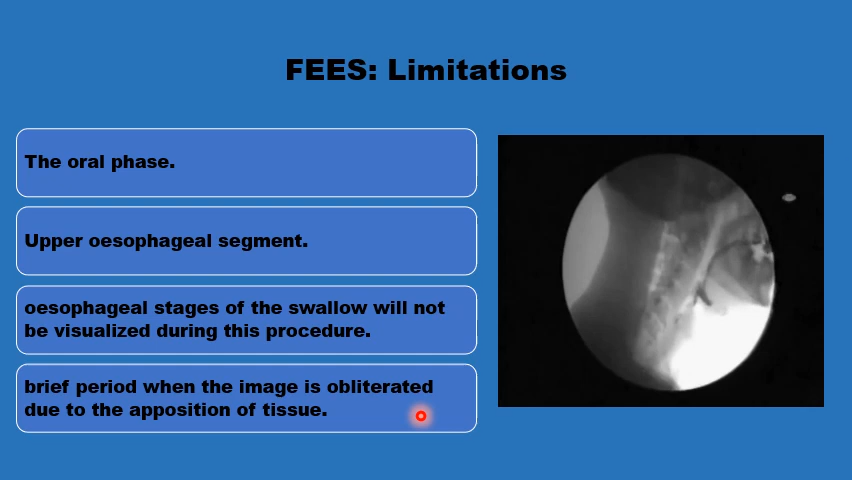 FEES: Limitations
The oral phase.
Upper oesophageal segment.
oesophageal stages of the swallow will not
be visualized during this procedure.
brief period when the image is obliterated
due to the apposition of tissue.